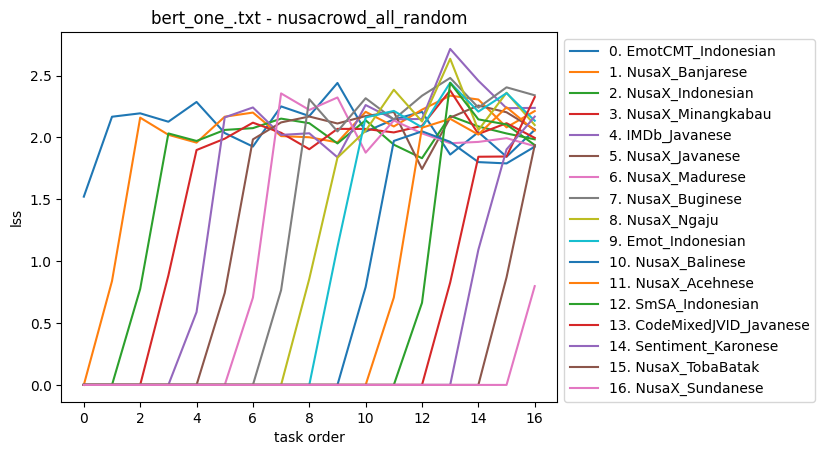 bert_one_.txt - nusacrowd_all_random
lss
2.5
2.0
1.5
1.0
0.5
0.0
0 2 4 6 8 10 12 14 16
task order
0. EmotCMT_Indonesian
1. NusaX_Banjarese
2. NusaX_Indonesian
3. NusaX_Minangkabau
4. IMDb_Javanese
5. NusaX_Javanese
6. NusaX_Madurese
7. NusaX_Buginese
8. NusaX_Ngaju
9. Emot_Indonesian
10. NusaX_Balinese
11. NusaX_Acehnese
12. SmSA_Indonesian
13. CodeMixedJVID_Javanese
14. Sentiment_Karonese
15. NusaX_TobaBatak
16. NusaX_Sundanese